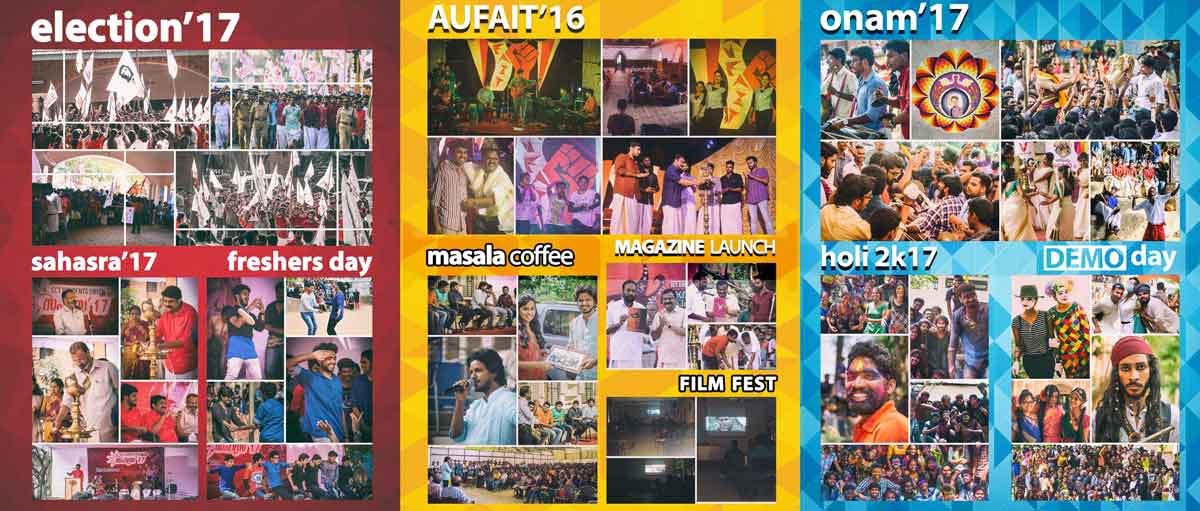 election'17
sahasra'17
freshers day
AUFAIT'16
masala coffee
MAGAZINE LAUNCH
FILM FEST
onam'17
holi 2k17
DEMO day